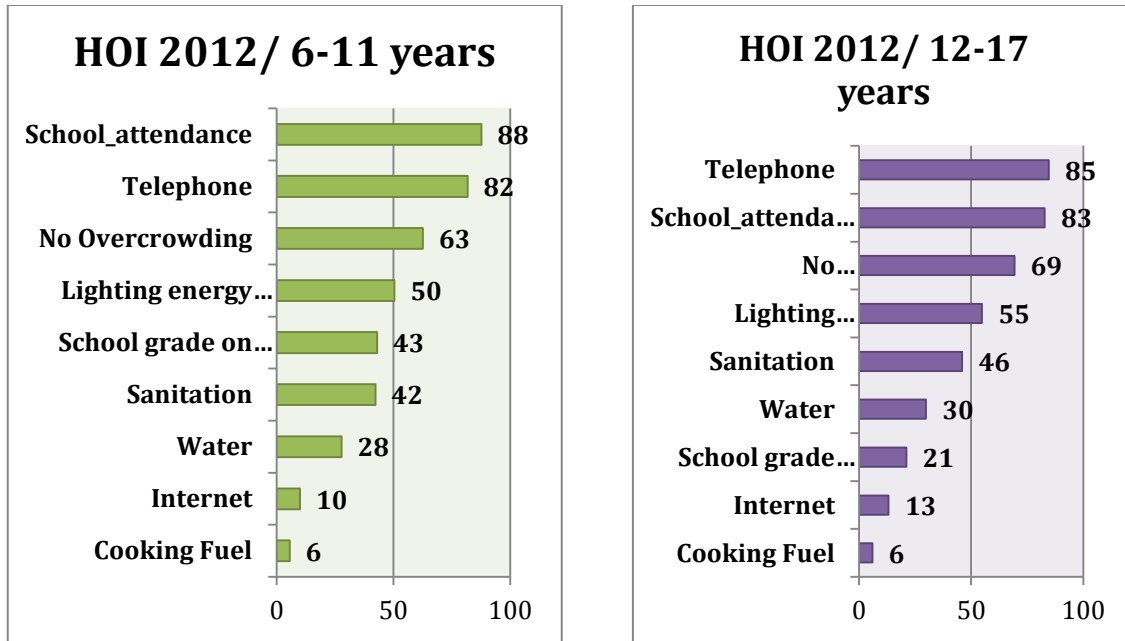 HOI 2012/ 6-11 years
School_attendance 88
Telephone 82
No Overcrowding 63
Lighting energy... 50
School grade on... 43
Sanitation 42
Water 28
Internet 10
Cooking Fuel 6
0 50 100
HOI 2012/ 12-17
years
Telephone 85
School_attenda... 83
No... 69
Lighting... 55
Sanitation 46
Water 30
School grade... 21
Internet 13
Cooking Fuel 6
0 50 100